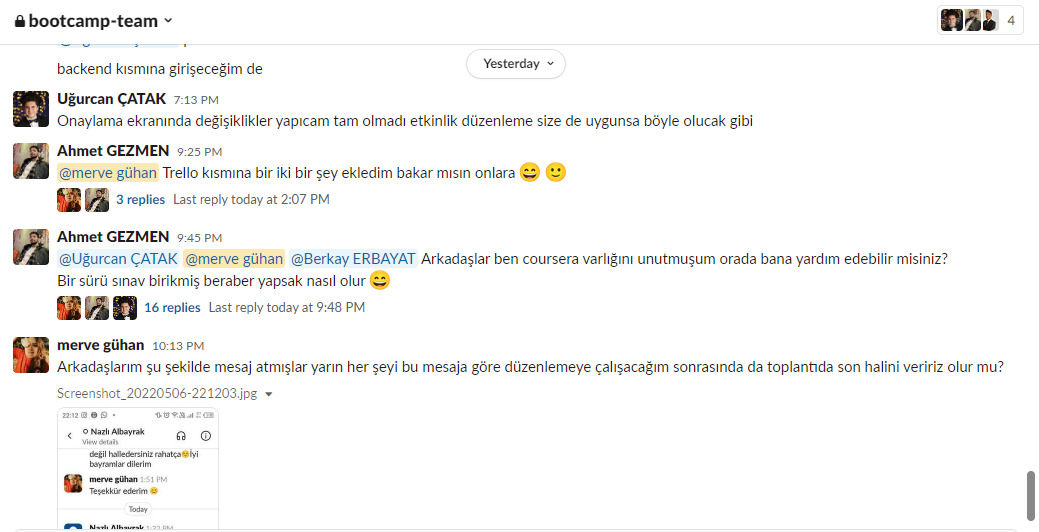 bootcamp-team
4
backend kısmına girişeceğim de
Yesterday
Uğurcan ÇATAK 7:13 PM
Onaylama ekranında değişiklikler yapıcam tam olmadı etkinlik düzenleme size de uygunsa böyle olucak gibi
Ahmet GEZMEN 9:25 PM
@merve gühan Trello kısmına bir iki bir şey ekledim bakar mısın onlara 😄 🙂
3 replies Last reply today at 2:07 PM
Ahmet GEZMEN 9:45 PM
@Uğurcan ÇATAK @merve gühan @Berkay ERBAYAT Arkadaşlar ben coursera varlığını unutmuşum orada bana yardım edebilir misiniz?
Bir sürü sınav birikmiş beraber yapsak nasıl olur 😄
16 replies Last reply today at 9:48 PM
merve gühan 10:13 PM
Arkadaşlarım şu şekilde mesaj atmışlar yarın her şeyi bu mesaja göre düzenlemeye çalışacağım sonrasında da toplantıda son halini veririz olur mu?
Screenshot_20220506-221203.jpg
22:12
Nazlı Albayrak
View details
değil halledersiniz rahatça😊İyi
bayramlar dilerim
merve gühan 1:51 PM
Teşekkür ederim 😊
Today
Nazlı Albayrak 1:22 PM